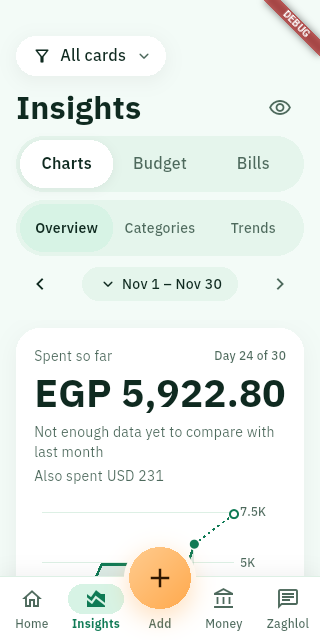 DEBUG
All cards
Insights
Charts Budget Bills
Overview Categories Trends
Nov 1 – Nov 30
Spent so far Day 24 of 30
EGP 5,922.80
Not enough data yet to compare with
last month
Also spent USD 231
7.5K
5K
Home Insights Add Money Zaghlol